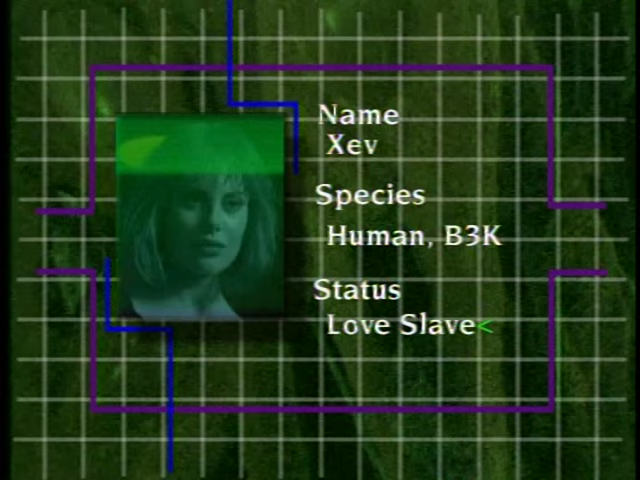 Name
Xev
Species
Human, B3K
Status
Love Slave<